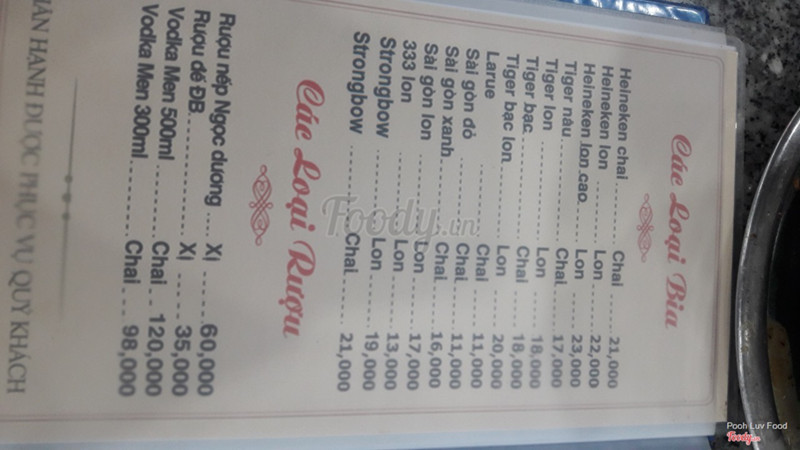 Các Loại Bia
Heineken chai ........ Chai ........ 21,000
Heineken lon ........ Lon ........ 22,000
Heineken lon cao ..... Lon ........ 23,000
Tiger nâu ........ Chai ........ 17,000
Tiger lon ........ Lon ........ 18,000
Tiger bạc ........ Chai ........ 18,000
Tiger bạc lon ........ Lon ........ 20,000
Larue ........ Chai ........ 11,000
Sài gòn đỏ ........ Chai ........ 11,000
Sài gòn xanh ........ Chai ........ 16,000
Sài gòn lon ........ Lon ........ 17,000
333 lon ........ Lon ........ 13,000
Strongbow ........ Lon ........ 19,000
Strongbow ........ Chai ........ 21,000
Các Loại Rượu
Rượu nếp Ngọc dương .... Xị ..... 60,000
Rượu đế ĐB ........ Xị .... 35,000
Vodka Men 500ml ... Chai .. 120,000
Vodka Men 300ml ... Chai .. 98,000
HÂN HẠNH ĐƯỢC PHỤC VỤ QUÝ KHÁCH
Foody.vn
Pooh Luv Food
Foody.vn